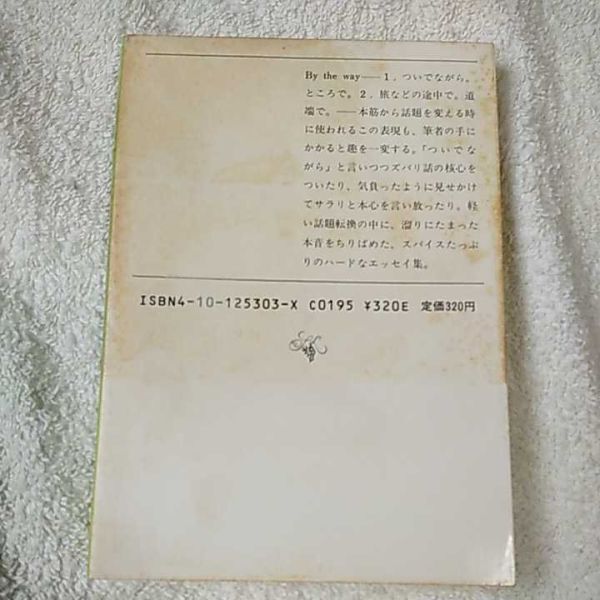 By the way——1．ついでながら。
ところで。2．旅などの途中で。道
端で。——本筋から話題を変える時
に使われるこの表現も、筆者の手に
かかると趣を一変する。「ついでな
がら」と言いつつズバリ話の核心を
ついたり、気負ったように見せかけ
てサラリと本心を言い放ったり。軽
い話題転換の中に、溜りにたまった
本音をちりばめた、スパイスたっぷ
りのハードなエッセイ集。
ISBN4-10-125303-X C0195 ¥320E 定価320円